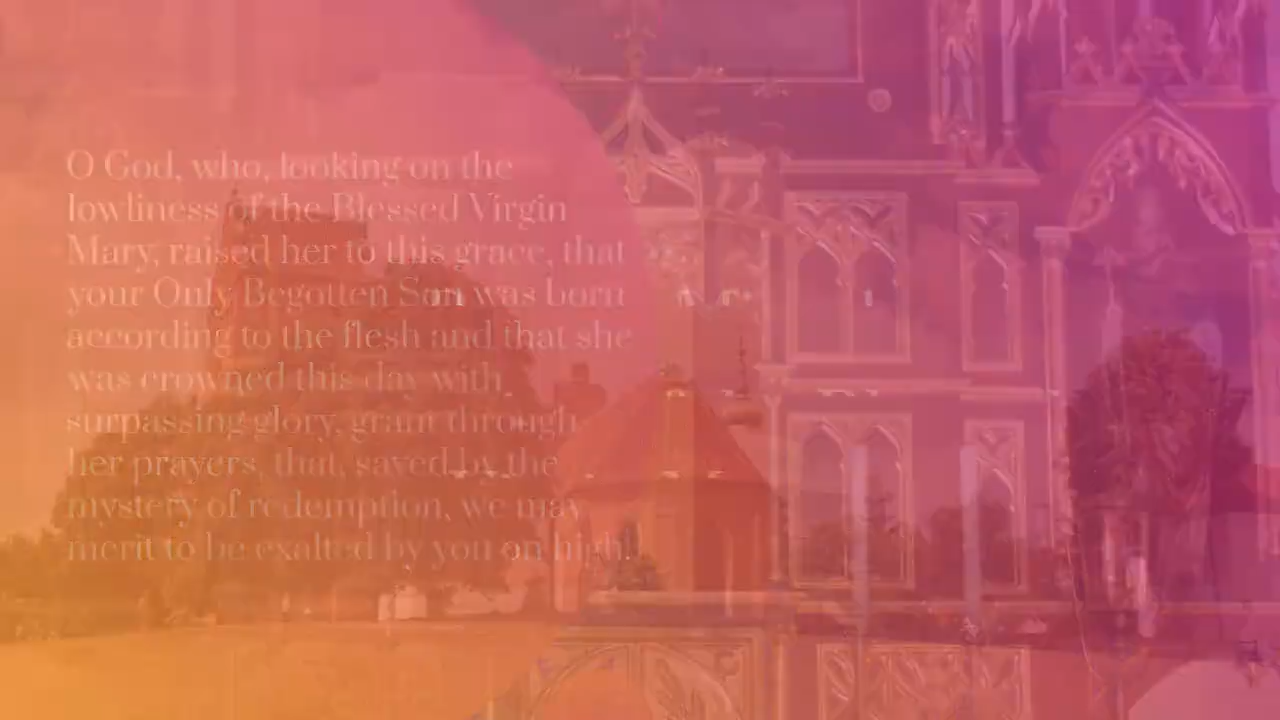 O God, who, looking on the
lowliness of the Blessed Virgin
Mary, raised her to this grace, that
your Only Begotten Son was born
according to the flesh and that she
was crowned this day with
surpassing glory, grant through
her prayers, that, saved by the
mystery of redemption, we may
merit to be exalted by you on high.